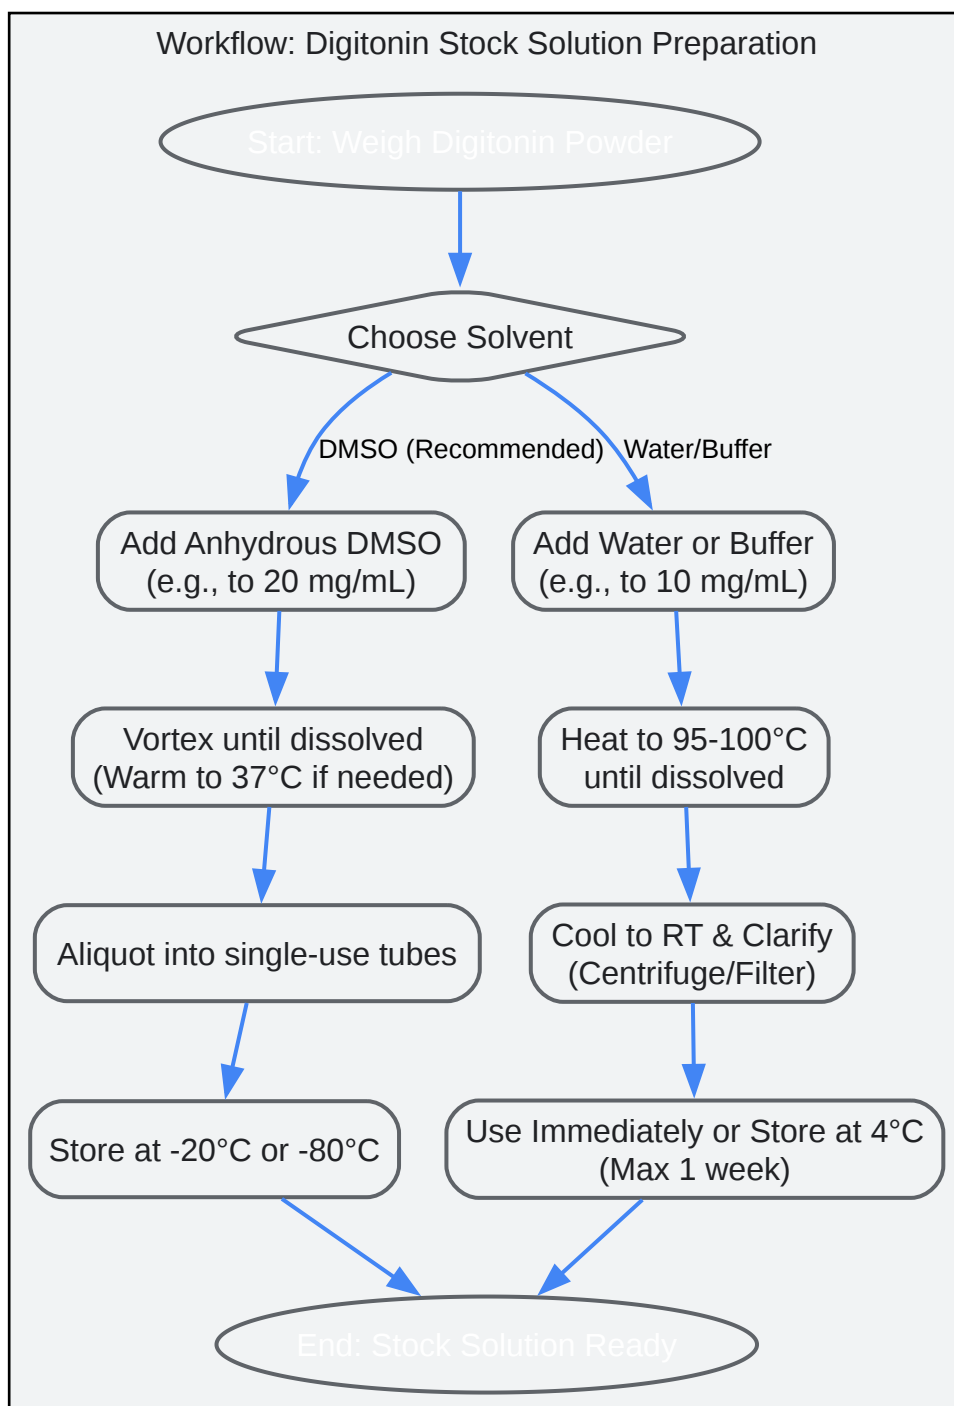 Workflow: Digitonin Stock Solution Preparation
Start: Weigh Digitonin Powder
Choose Solvent
DMSO (Recommended)
Water/Buffer
Add Anhydrous DMSO
(e.g., to 20 mg/mL)
Add Water or Buffer
(e.g., to 10 mg/mL)
Vortex until dissolved
(Warm to 37°C if needed)
Heat to 95-100°C
until dissolved
Aliquot into single-use tubes
Cool to RT & Clarify
(Centrifuge/Filter)
Store at -20°C or -80°C
Use Immediately or Store at 4°C
(Max 1 week)
End: Stock Solution Ready